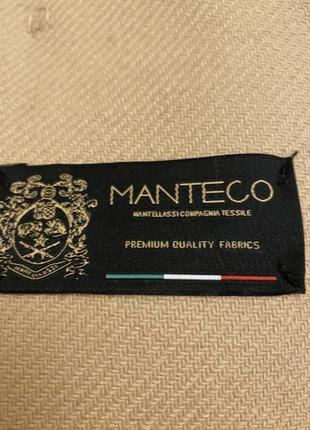 MANTECO
MANTELLASSI COMPAGNIA TESSILE
PREMIUM QUALITY FABRICS